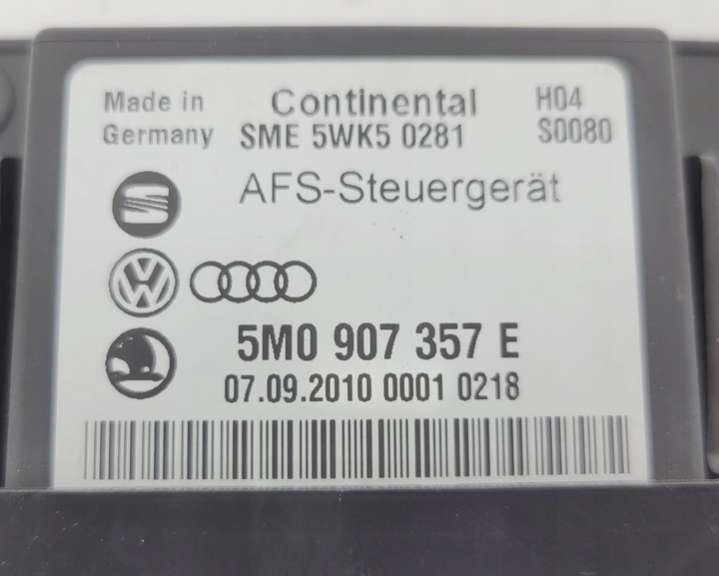 Made in Germany
Continental
SME 5WK5 0281
H04
S0080
AFS-Steuergerät
5M0 907 357 E
07.09.2010 0001 0218